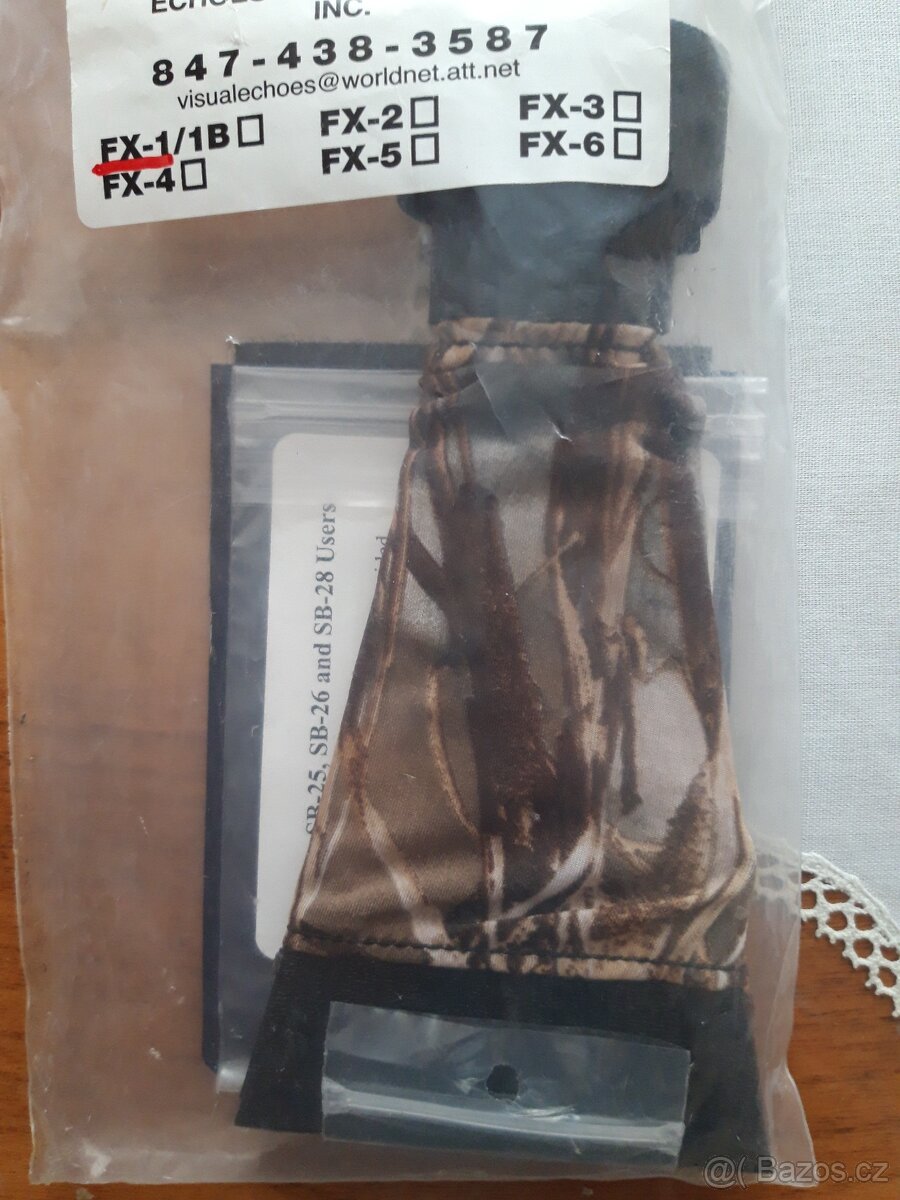 ECHOES
INC.
847-438-3587
visualechoes@worldnet.att.net
FX-1/1B FX-2 FX-3
FX-4 FX-5 FX-6
SB-25, SB-26 and SB-28 Users
@( Bazos.cz